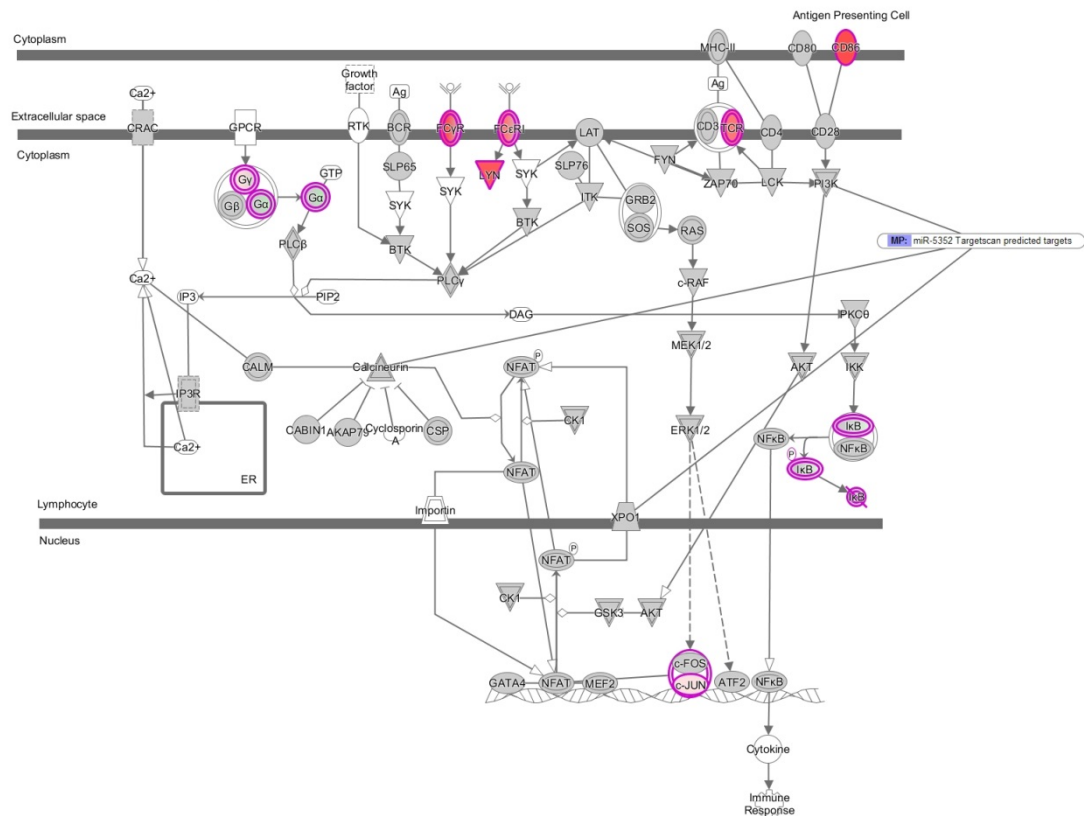 Antigen Presenting Cell
Cytoplasm
MHC-II
CD80
CD86
Growth
factor
Ag
Ag
Ca2+
Extracellular space
CRAC
GPCR
RTK
BCR
FCγR
FCεRI
LAT
CD3
TCR
CD4
CD28
Cytoplasm
FYN
SLP65
LYN
SYK
SLP76
ZAP70
LCK
PI3K
GTP
Gγ
Gβ
Gα
Gα
SYK
SYK
ITK
GRB2
SOS
BTK
RAS
PLCβ
BTK
MP: miR-5352 Targetscan predicted targets
Ca2+
PLCγ
c-RAF
IP3
PIP2
DAG
PKCθ
MEK1/2
P
NFAT
CALM
Calcineurin
AKT
IKK
IP3R
CABIN1
AKAP79
Cyclosporin
A
CSP
CK1
ERK1/2
IκB
NFκB
NFκB
Ca2+
P
IκB
NFAT
ER
IκB
Lymphocyte
Importin
XPO1
Nucleus
P
NFAT
CK1
GSK3
AKT
c-FOS
GATA4
NFAT
MEF2
c-JUN
ATF2
NFκB
Cytokine
Immune
Response